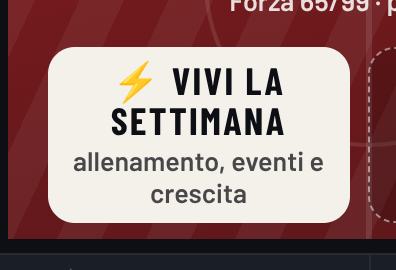 Forza 65/99 ·
⚡ VIVI LA
SETTIMANA
allenamento, eventi e
crescita